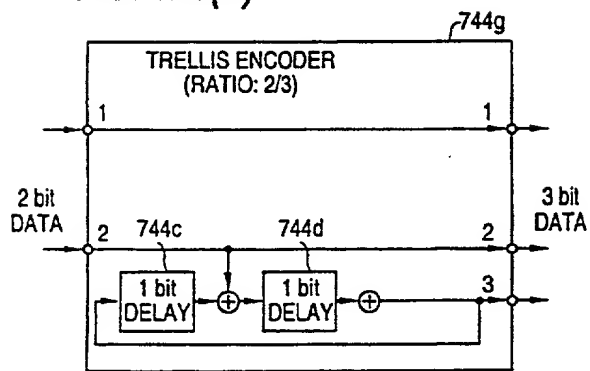 744g
TRELLIS ENCODER
(RATIO: 2/3)
1
1
2 bit
DATA
3 bit
DATA
2
744c
744d
2
1 bit
DELAY
1 bit
DELAY
3